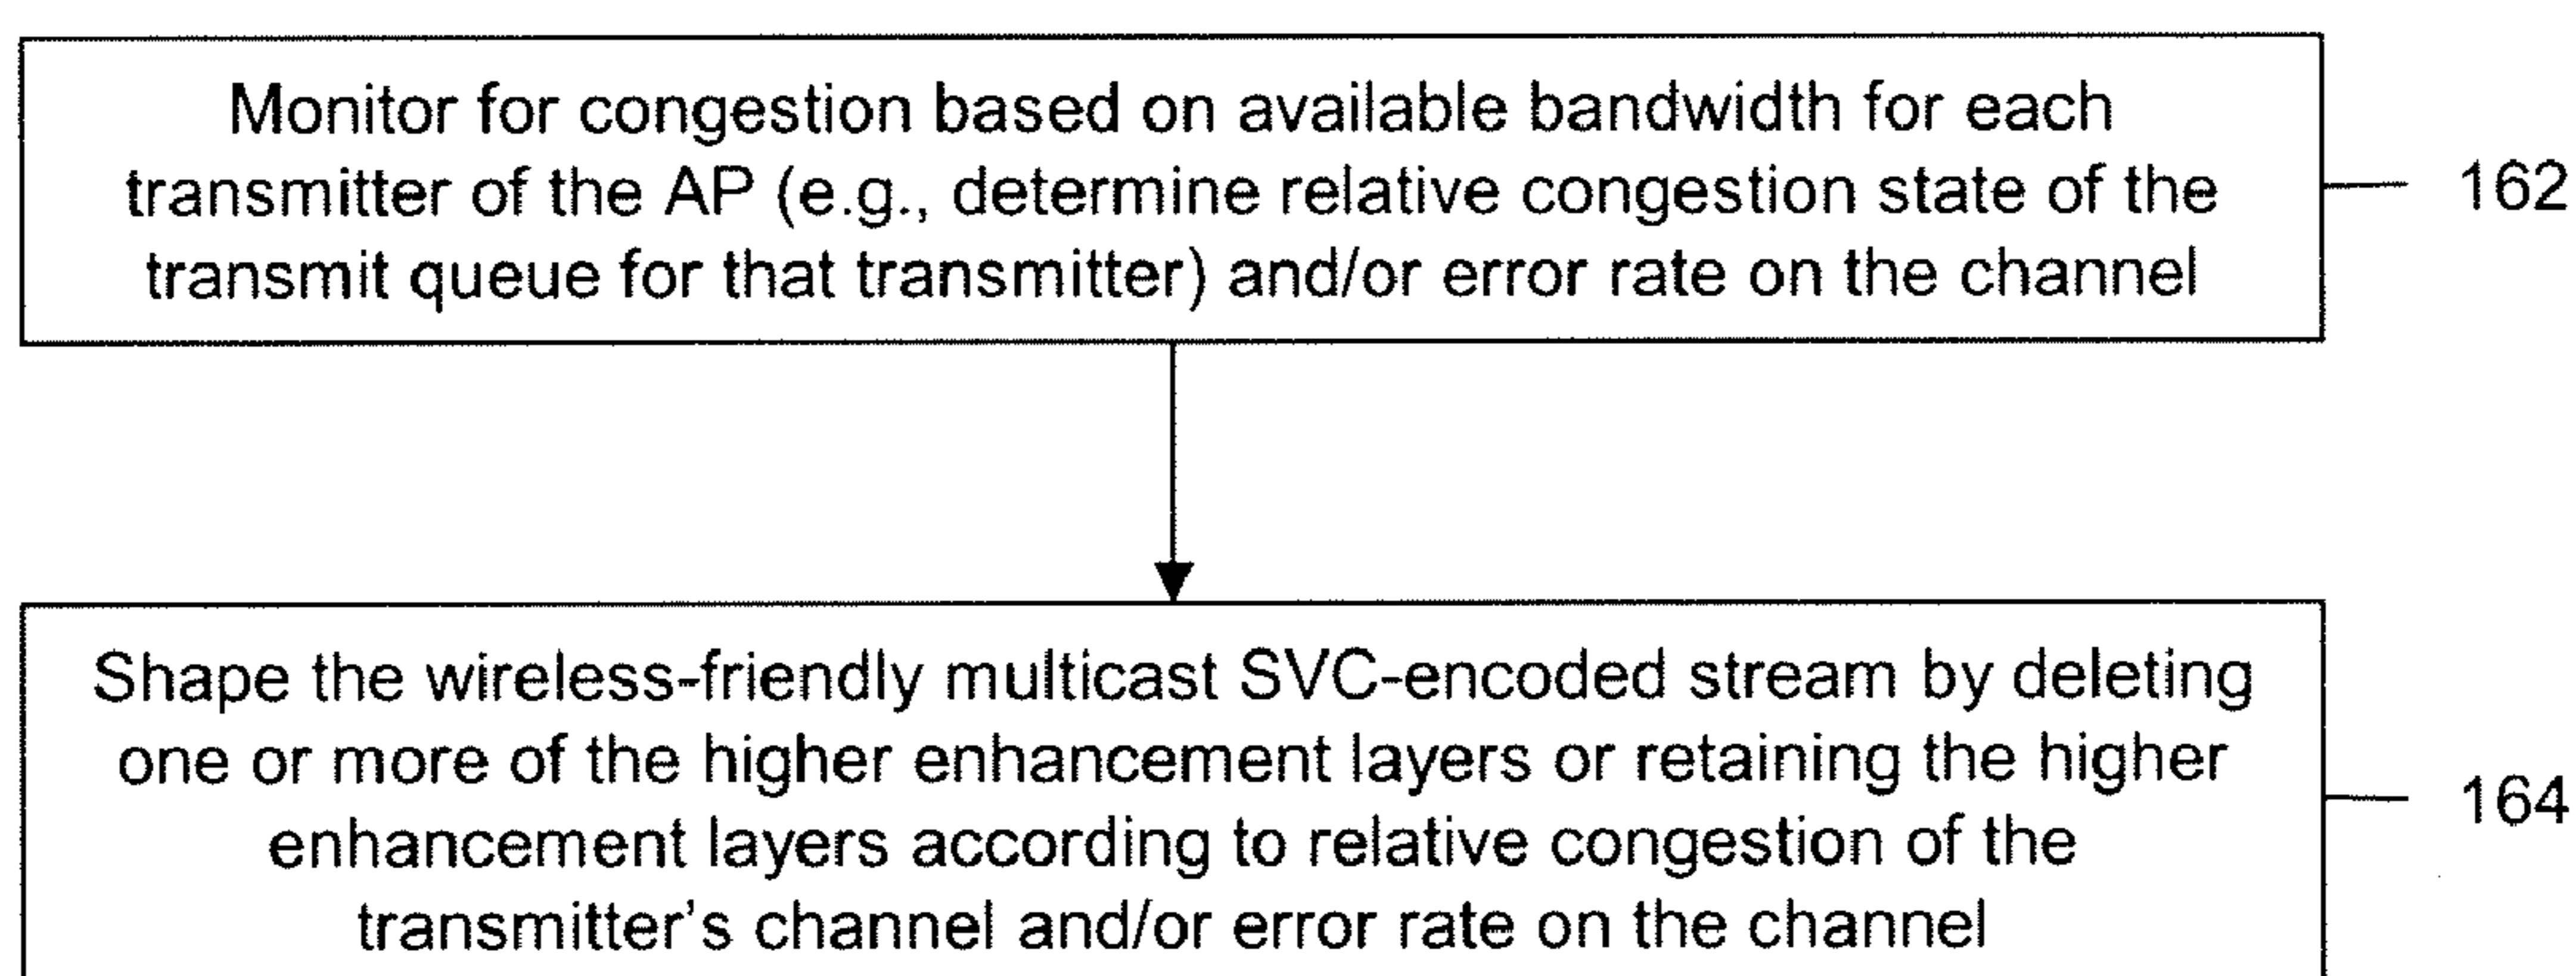 Monitor for congestion based on available bandwidth for each
transmitter of the AP (e.g., determine relative congestion state of the
transmit queue for that transmitter) and/or error rate on the channel
162
Shape the wireless-friendly multicast SVC-encoded stream by deleting
one or more of the higher enhancement layers or retaining the higher
enhancement layers according to relative congestion of the
transmitter's channel and/or error rate on the channel
164